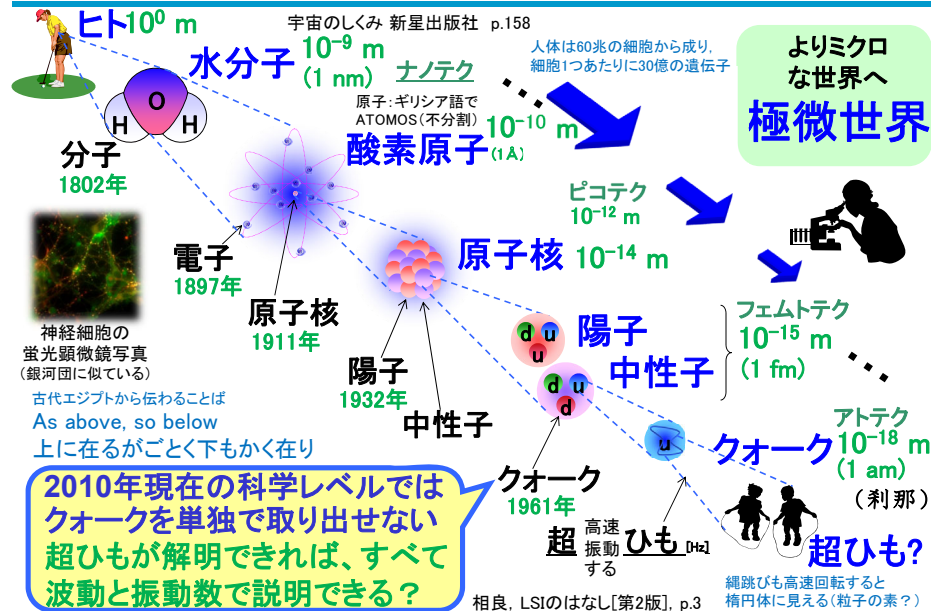 ヒト10⁰ m
宇宙のしくみ 新星出版社 p.158
水分子
10⁻⁹ m
(1 nm)
ナノテク
人体は60兆の細胞から成り,
細胞1つあたりに30億の遺伝子
よりミクロ
な世界へ
極微世界
O
H
H
分子
1802年
原子:ギリシア語で
ATOMOS(不分割)
酸素原子
10⁻¹⁰ m
(1Å)
ピコテク
10⁻¹² m
電子
1897年
原子核
1911年
原子核 10⁻¹⁴ m
神経細胞の
蛍光顕微鏡写真
(銀河団に似ている)
陽子
1932年
中性子
d u
u
陽子
d u
d
中性子
フェムトテク
10⁻¹⁵ m
(1 fm)
古代エジプトから伝わることば
As above, so below
上に在るがごとく下もかく在り
u
クォーク
アトテク
10⁻¹⁸ m
(1 am)
(刹那)
クォーク
1961年
2010年現在の科学レベルでは
クォークを単独で取り出せない
超ひもが解明できれば、すべて
波動と振動数で説明できる?
超 高速
振動
する
ひも [Hz]
超ひも?
縄跳びも高速回転すると
楕円体に見える(粒子の素?)
相良, LSIのはなし[第2版], p.3